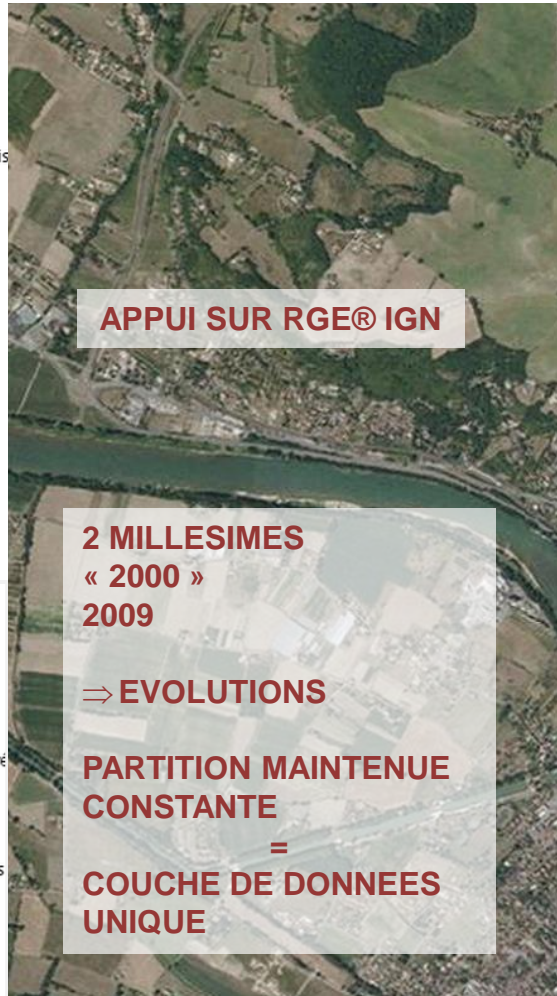 APPUI SUR RGE® IGN
2 MILLESIMES
« 2000 »
2009
⇒ EVOLUTIONS
PARTITION MAINTENUE
CONSTANTE
=
COUCHE DE DONNEES
UNIQUE